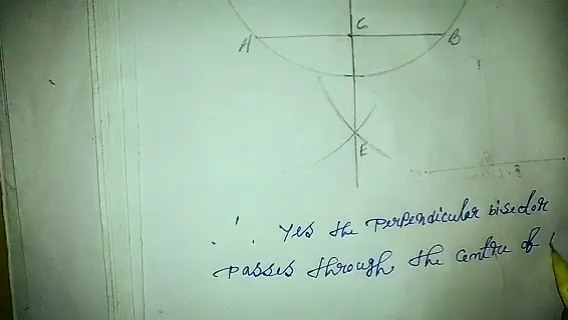 C
A B
E
∴ Yes the perpendicular bisector
passes through the centre of